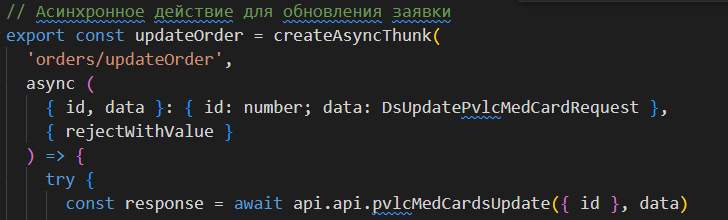 // Асинхронное действие для обновления заявки
export const updateOrder = createAsyncThunk(
  'orders/updateOrder',
  async (
    { id, data }: { id: number; data: DsUpdatePvlcMedCardRequest },
    { rejectWithValue }
  ) => {
    try {
      const response = await api.api.pvlcMedCardsUpdate({ id }, data)